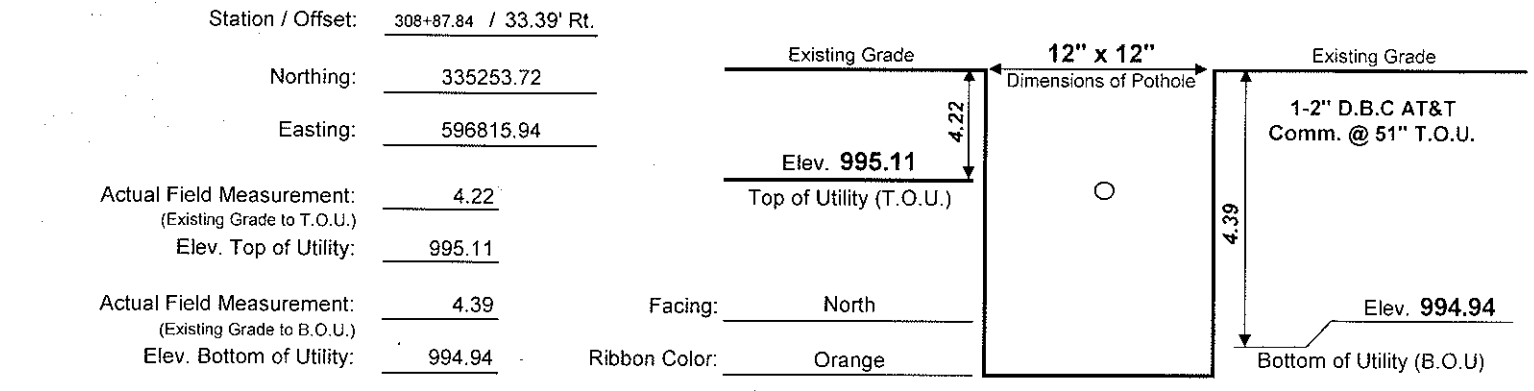 Station / Offset: 308+87.84 / 33.39' Rt.
Northing: 335253.72
Easting: 596815.94
Actual Field Measurement: 4.22
(Existing Grade to T.O.U.)
Elev. Top of Utility: 995.11
Actual Field Measurement: 4.39
(Existing Grade to B.O.U.)
Elev. Bottom of Utility: 994.94
Existing Grade
12" x 12"
Dimensions of Pothole
Existing Grade
4.22
1-2" D.B.C AT&T
Comm. @ 51" T.O.U.
Elev. 995.11
Top of Utility (T.O.U.)
4.39
Facing: North
Elev. 994.94
Ribbon Color: Orange
Bottom of Utility (B.O.U)